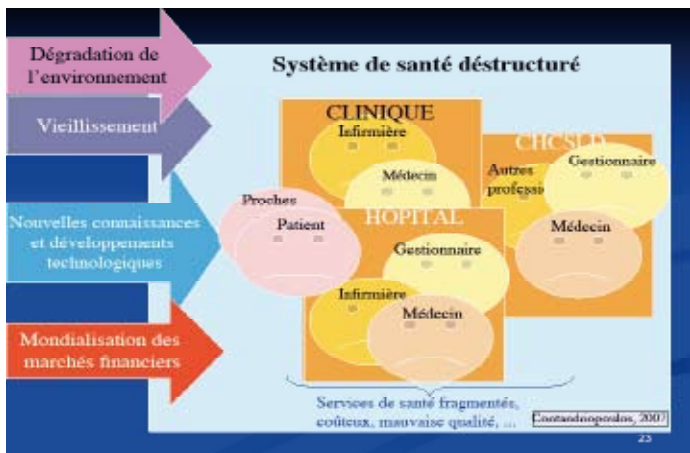 Dégradation de
l'environnement
Système de santé déstructuré
Vieillissement
CLINIQUE
Infirmière
Médecin
CHCSLD
Gestionnaire
Autres
professi
Proches
Patient
Nouvelles connaissances
et développements
technologiques
HÔPITAL
Gestionnaire
Médecin
Infirmière
Médecin
Mondialisation des
marchés financiers
Services de santé fragmentés,
coûteux, mauvaise qualité, ...
Contandriopoulos, 2007
23